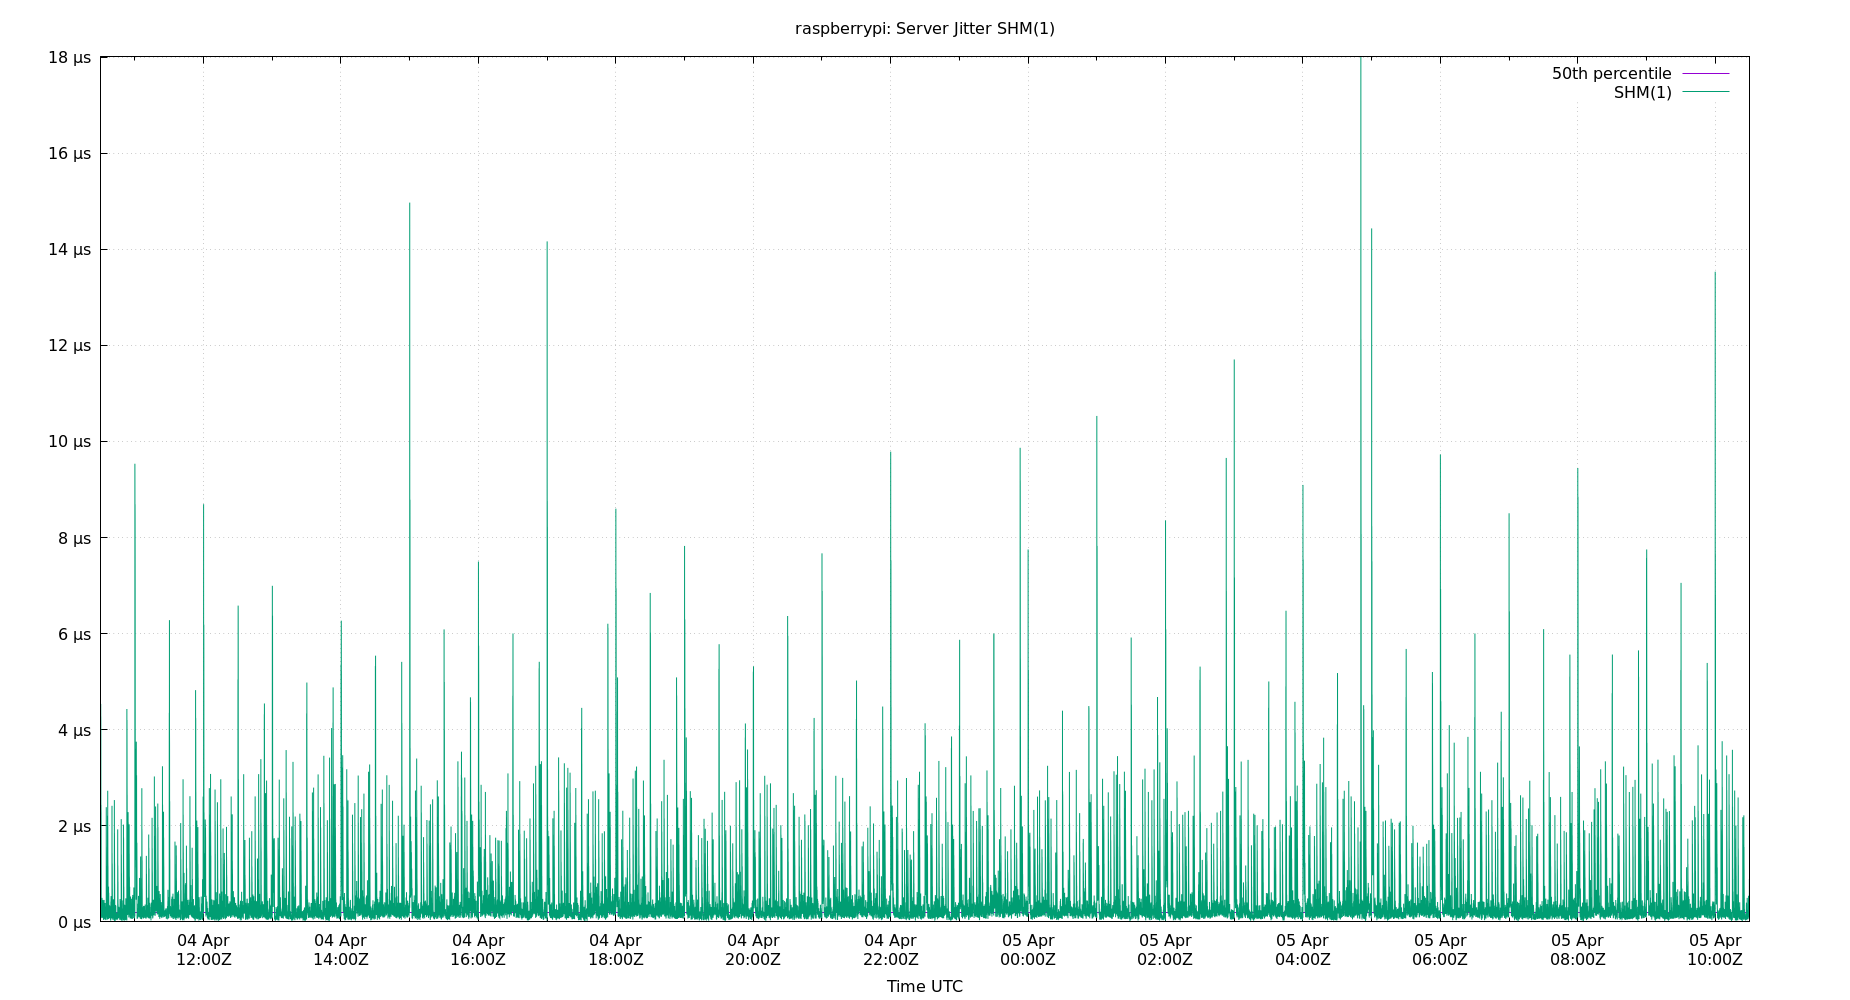 raspberrypi: Server Jitter SHM(1)
18 µs
50th percentile
SHM(1)
16 µs
14 µs
12 µs
10 µs
8 µs
6 µs
4 µs
2 µs
0 µs
04 Apr 04 Apr 04 Apr 04 Apr 04 Apr 04 Apr 05 Apr 05 Apr 05 Apr 05 Apr 05 Apr 05 Apr
12:00Z 14:00Z 16:00Z 18:00Z 20:00Z 22:00Z 00:00Z 02:00Z 04:00Z 06:00Z 08:00Z 10:00Z
Time UTC